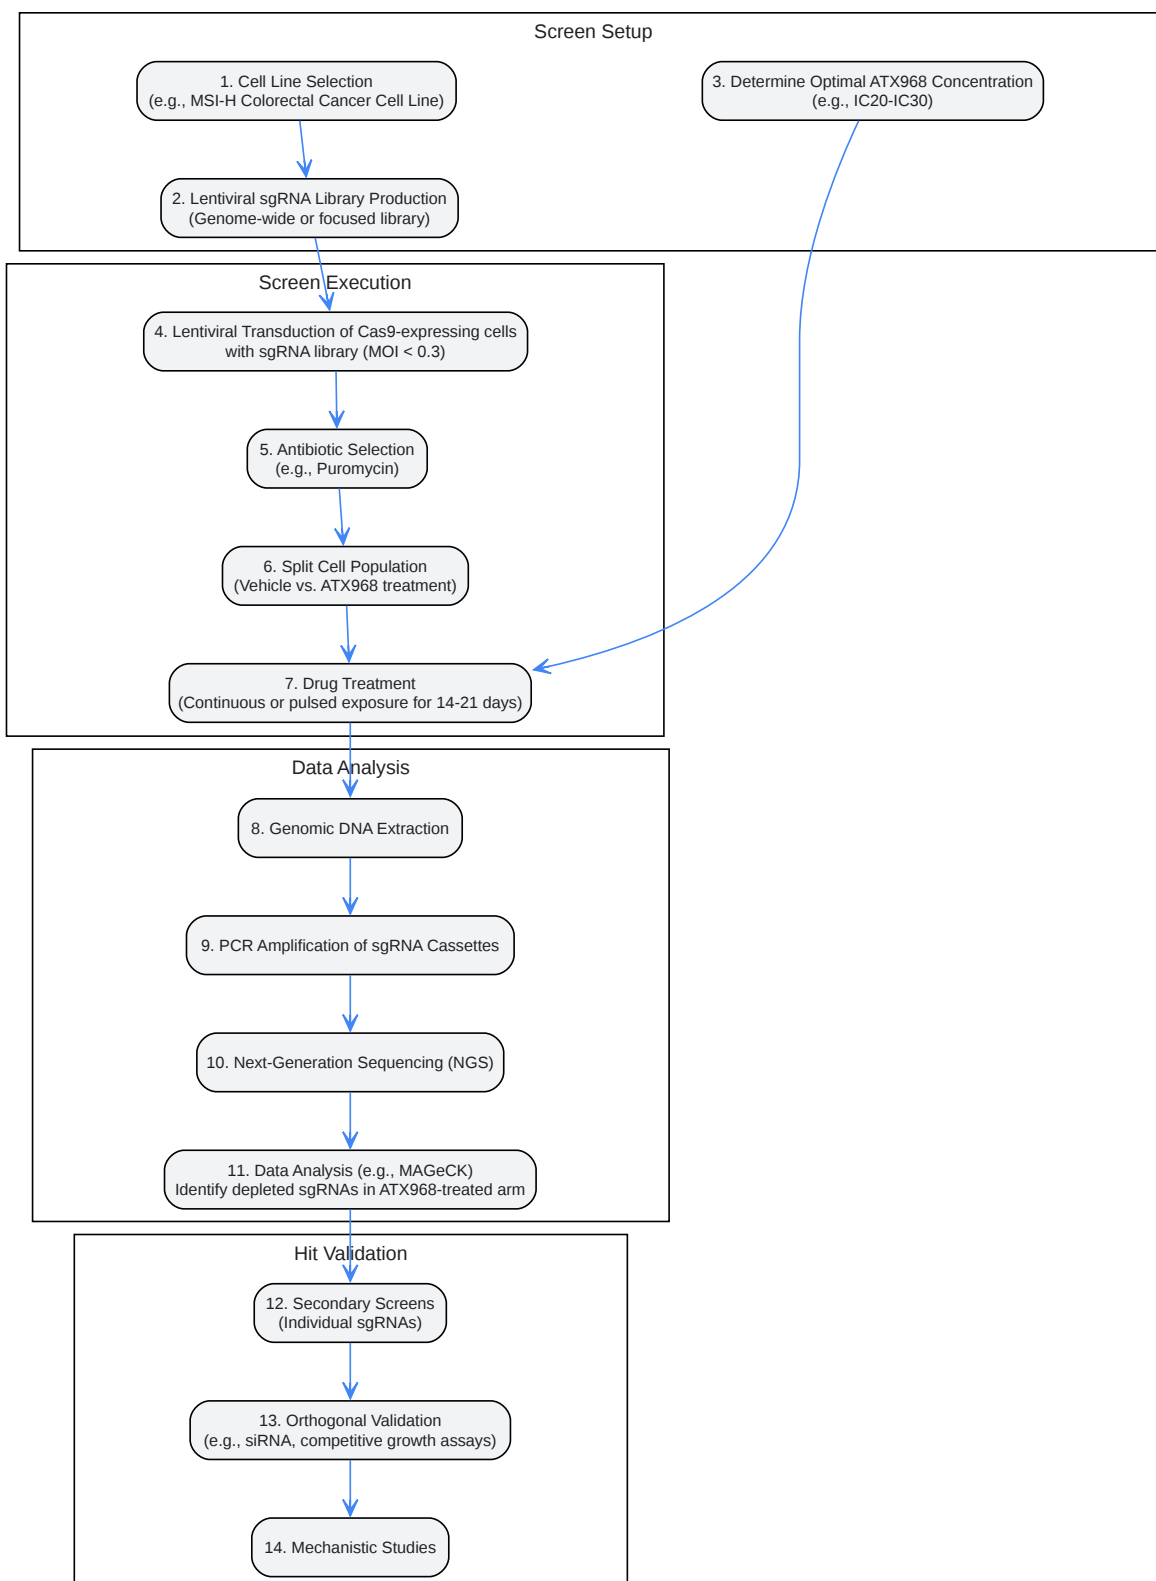 Screen Setup
1. Cell Line Selection
(e.g., MSI-H Colorectal Cancer Cell Line)
3. Determine Optimal ATX968 Concentration
(e.g., IC20-IC30)
2. Lentiviral sgRNA Library Production
(Genome-wide or focused library)
Screen Execution
4. Lentiviral Transduction of Cas9-expressing cells
with sgRNA library (MOI < 0.3)
5. Antibiotic Selection
(e.g., Puromycin)
6. Split Cell Population
(Vehicle vs. ATX968 treatment)
7. Drug Treatment
(Continuous or pulsed exposure for 14-21 days)
Data Analysis
8. Genomic DNA Extraction
9. PCR Amplification of sgRNA Cassettes
10. Next-Generation Sequencing (NGS)
11. Data Analysis (e.g., MAGeCK)
Identify depleted sgRNAs in ATX968-treated arm
Hit Validation
12. Secondary Screens
(Individual sgRNAs)
13. Orthogonal Validation
(e.g., siRNA, competitive growth assays)
14. Mechanistic Studies